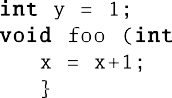 int y = 1;
void foo (int
x = x+1;
}